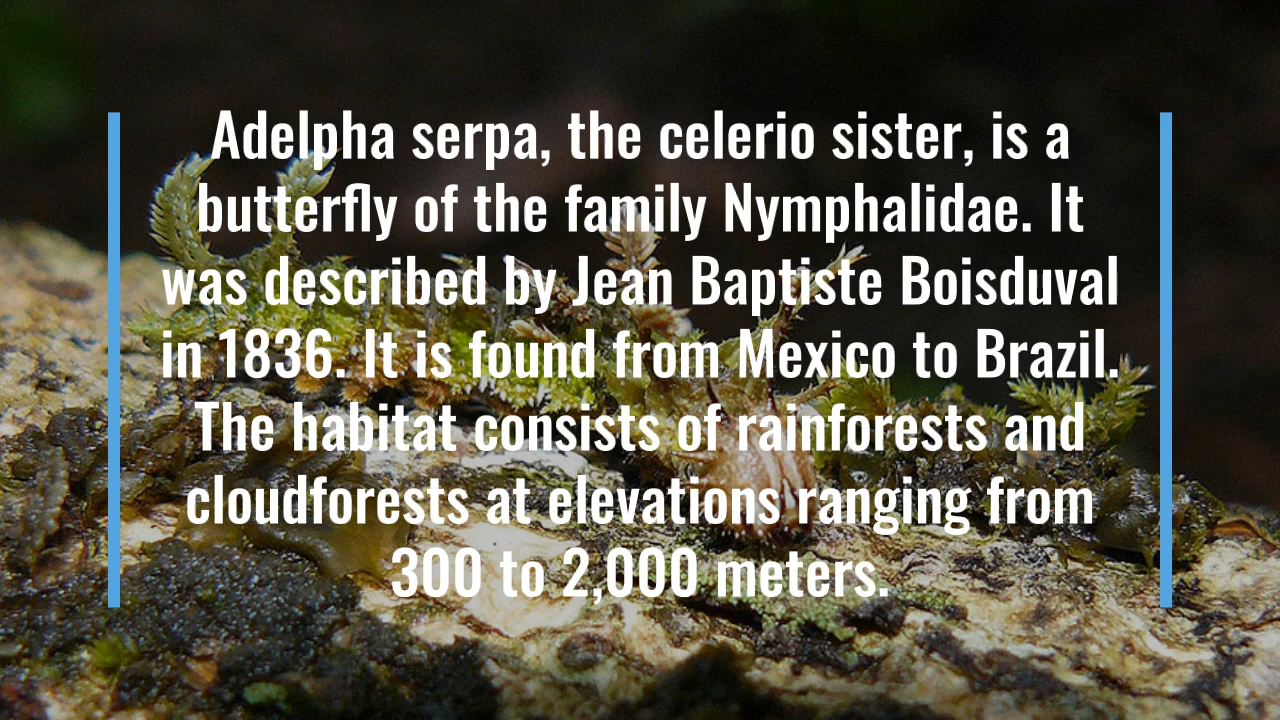 Adelpha serpa, the celerio sister, is a
butterfly of the family Nymphalidae. It
was described by Jean Baptiste Boisduval
in 1836. It is found from Mexico to Brazil.
The habitat consists of rainforests and
cloudforests at elevations ranging from
300 to 2,000 meters.